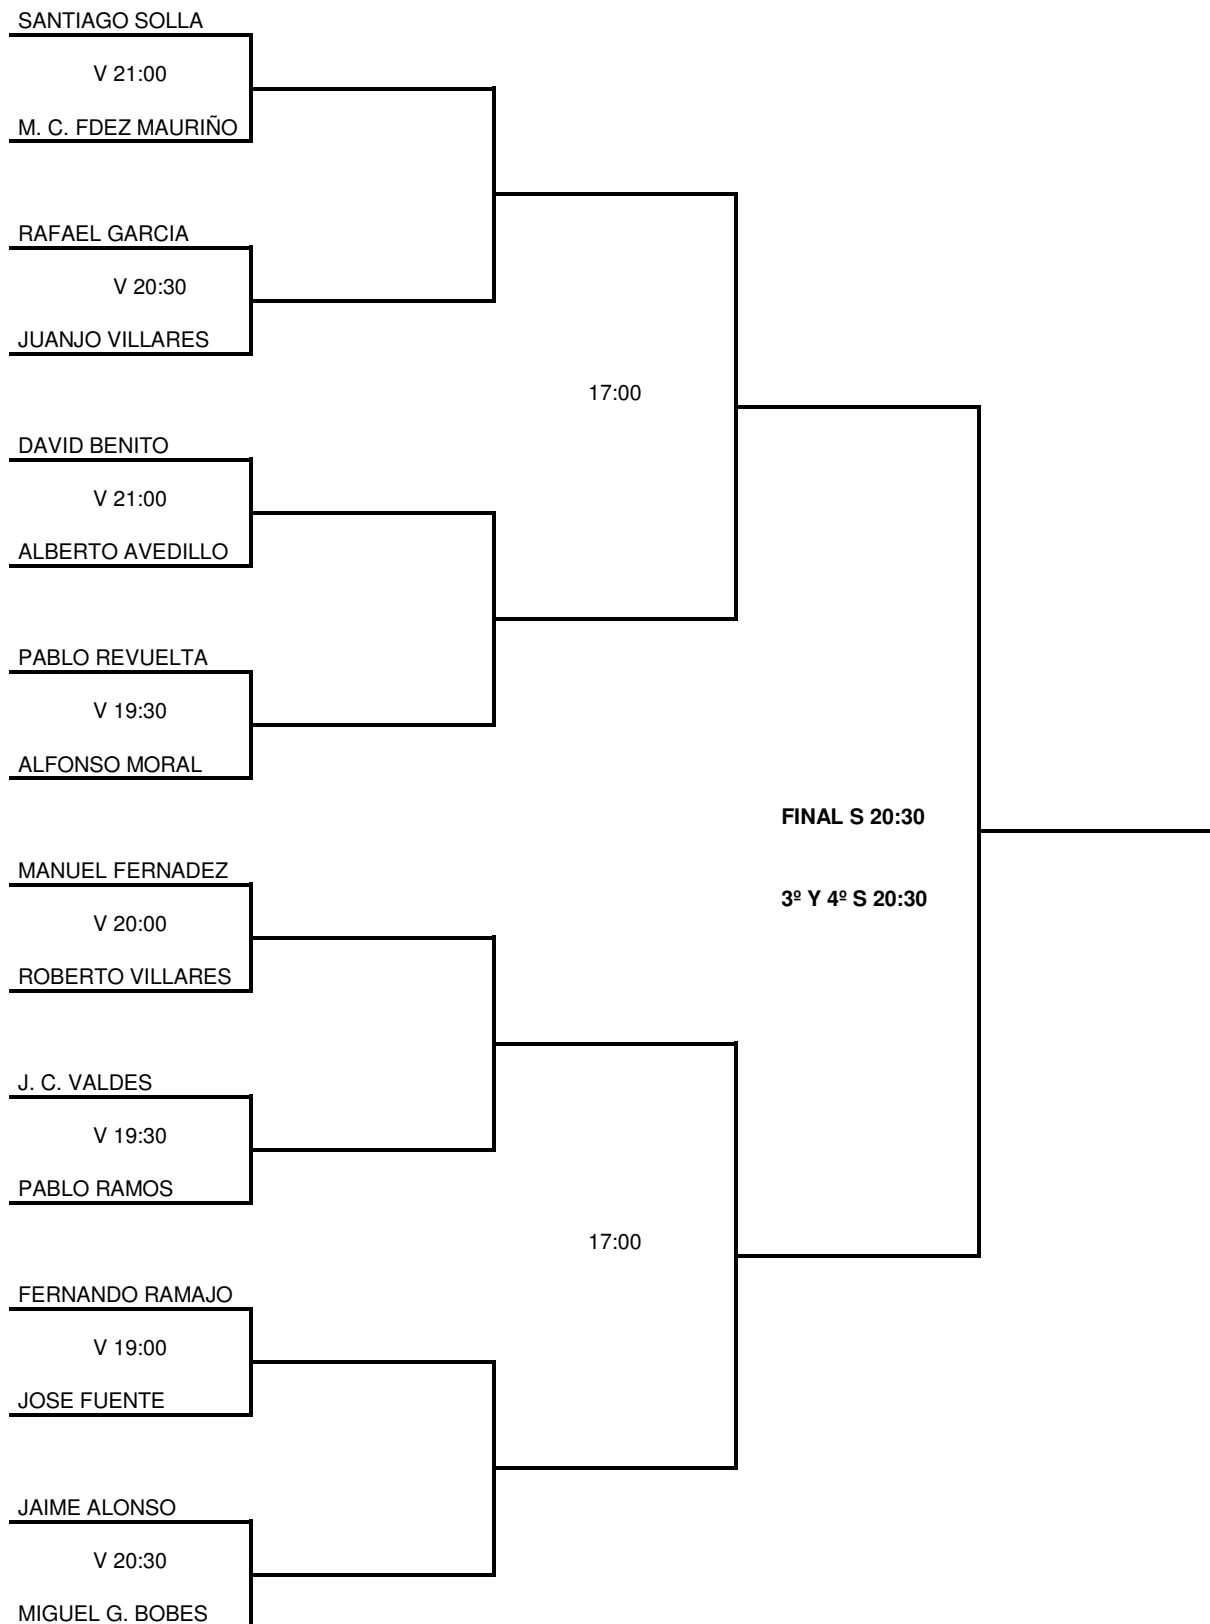 SANTIAGO SOLLA
V 21:00
M. C. FDEZ MAURIÑO
RAFAEL GARCIA
V 20:30
JUANJO VILLARES
17:00
DAVID BENITO
V 21:00
ALBERTO AVEDILLO
PABLO REVUELTA
V 19:30
ALFONSO MORAL
FINAL S 20:30
MANUEL FERNADEZ
3º Y 4º S 20:30
V 20:00
ROBERTO VILLARES
J. C. VALDES
V 19:30
PABLO RAMOS
17:00
FERNANDO RAMAJO
V 19:00
JOSE FUENTE
JAIME ALONSO
V 20:30
MIGUEL G. BOBES